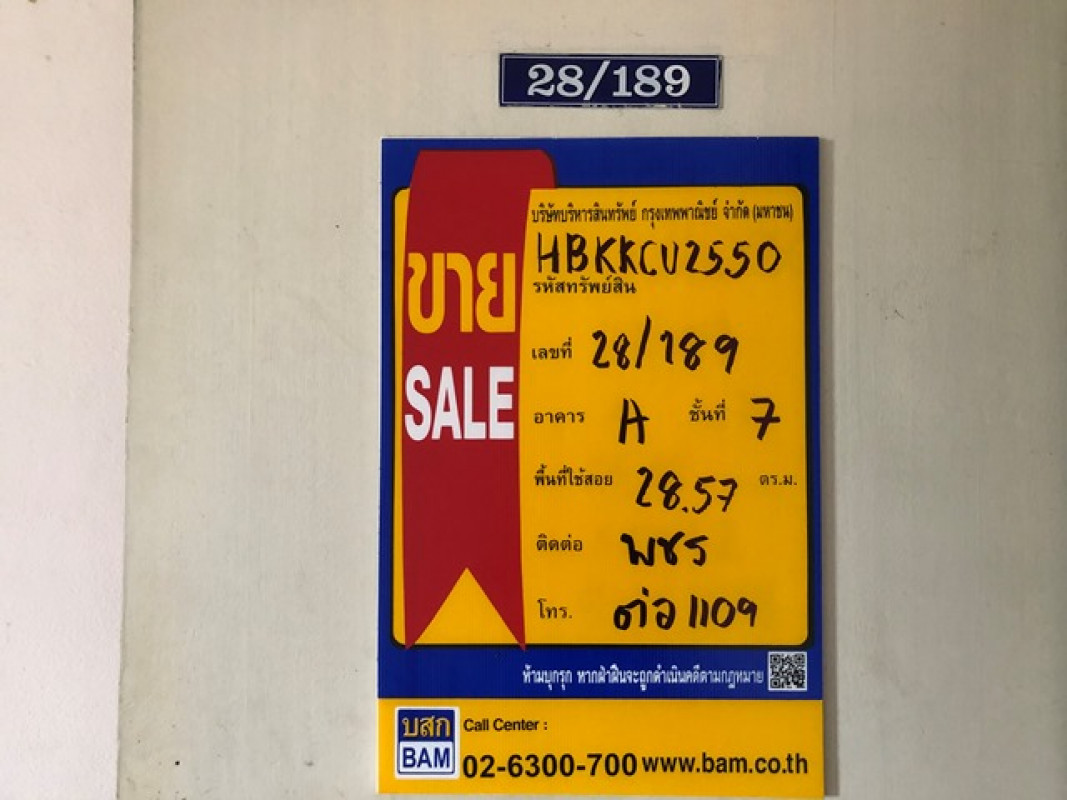 28/189
บริษัทบริหารสินทรัพย์ กรุงเทพพาณิชย์ จำกัด (มหาชน)
HBKKCU2550
รหัสทรัพย์สิน
ขาย
SALE
เลขที่ 28/189
อาคาร A ชั้นที่ 7
พื้นที่ใช้สอย 28.57 ตร.ม.
ติดต่อ พชร
โทร. ต่อ 1109
ห้ามบุกรุก หากฝ่าฝืนจะถูกดำเนินคดีตามกฎหมาย
บสก
BAM
Call Center :
02-6300-700 www.bam.co.th